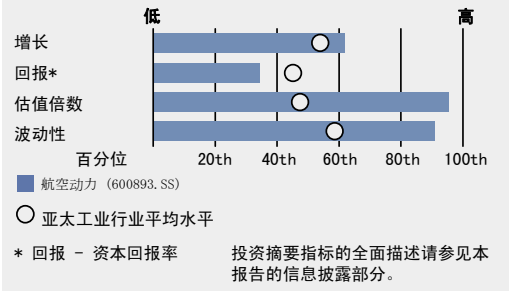 低 高
增长
回报*
估值倍数
波动性
百分位 20th 40th 60th 80th 100th
航空动力 (600893.SS)
亚太工业行业平均水平
* 回报 - 资本回报率 投资摘要指标的全面描述请参见本
报告的信息披露部分。